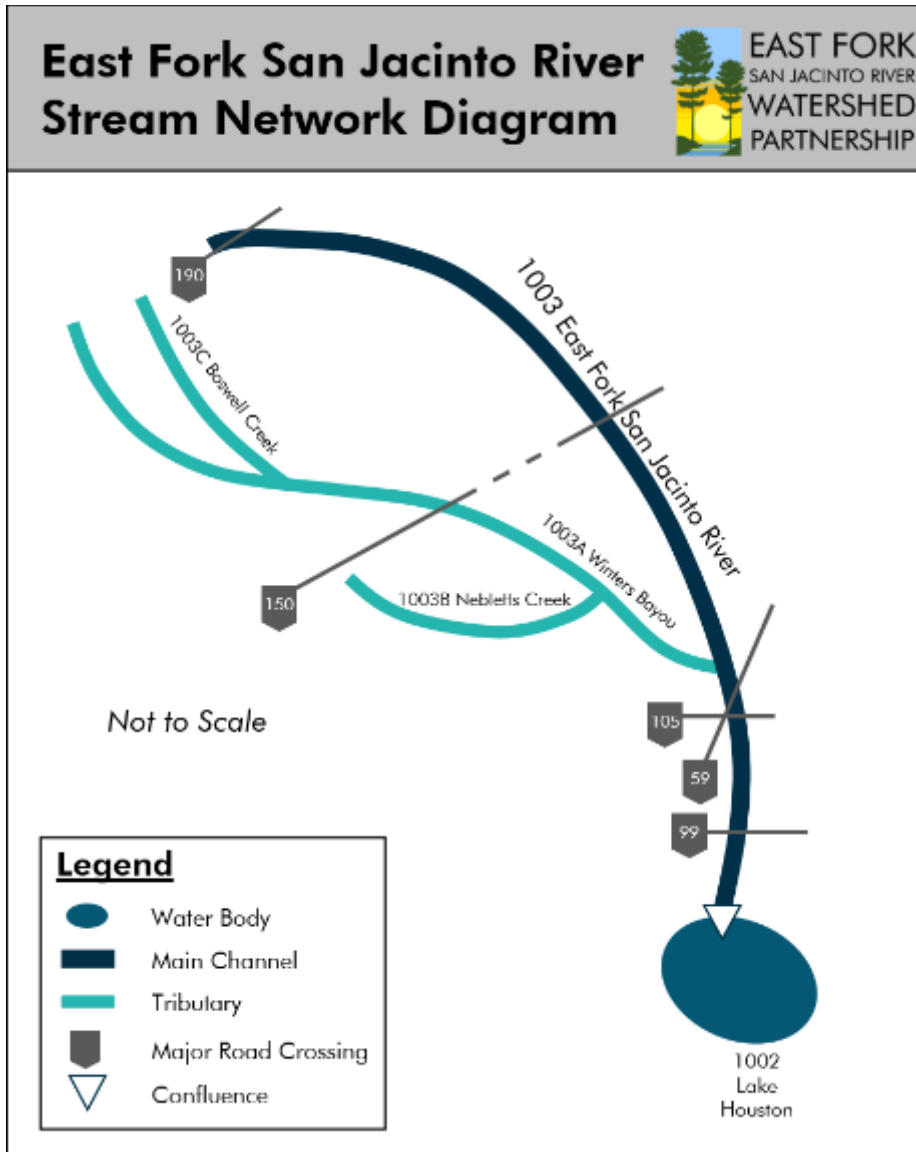 East Fork San Jacinto River
Stream Network Diagram
EAST FORK
SAN JACINTO RIVER
WATERSHED
PARTNERSHIP
190
1003 East Fork San Jacinto River
1003C Boswell Creek
1003A Winters Bayou
150
1003B Nebletts Creek
Not to Scale
105
59
99
Legend
Water Body
Main Channel
Tributary
Major Road Crossing
Confluence
1002
Lake
Houston